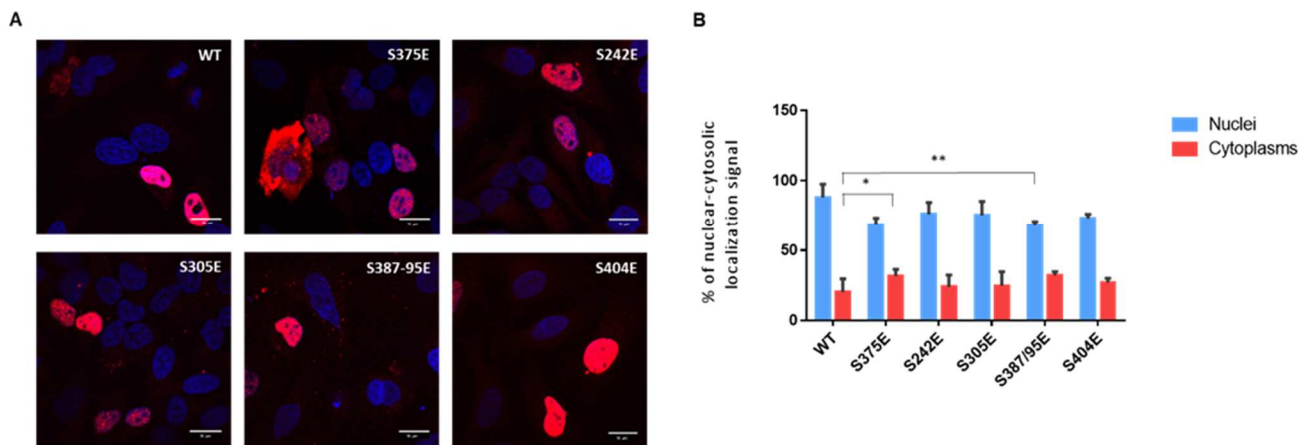 A
B
WT
S375E
S242E
S305E
S387-95E
S404E
% of nuclear-cytosolic
localization signal
150
100
50
0
**
*
WT
S375E
S242E
S305E
S387/95E
S404E
Nuclei
Cytoplasms